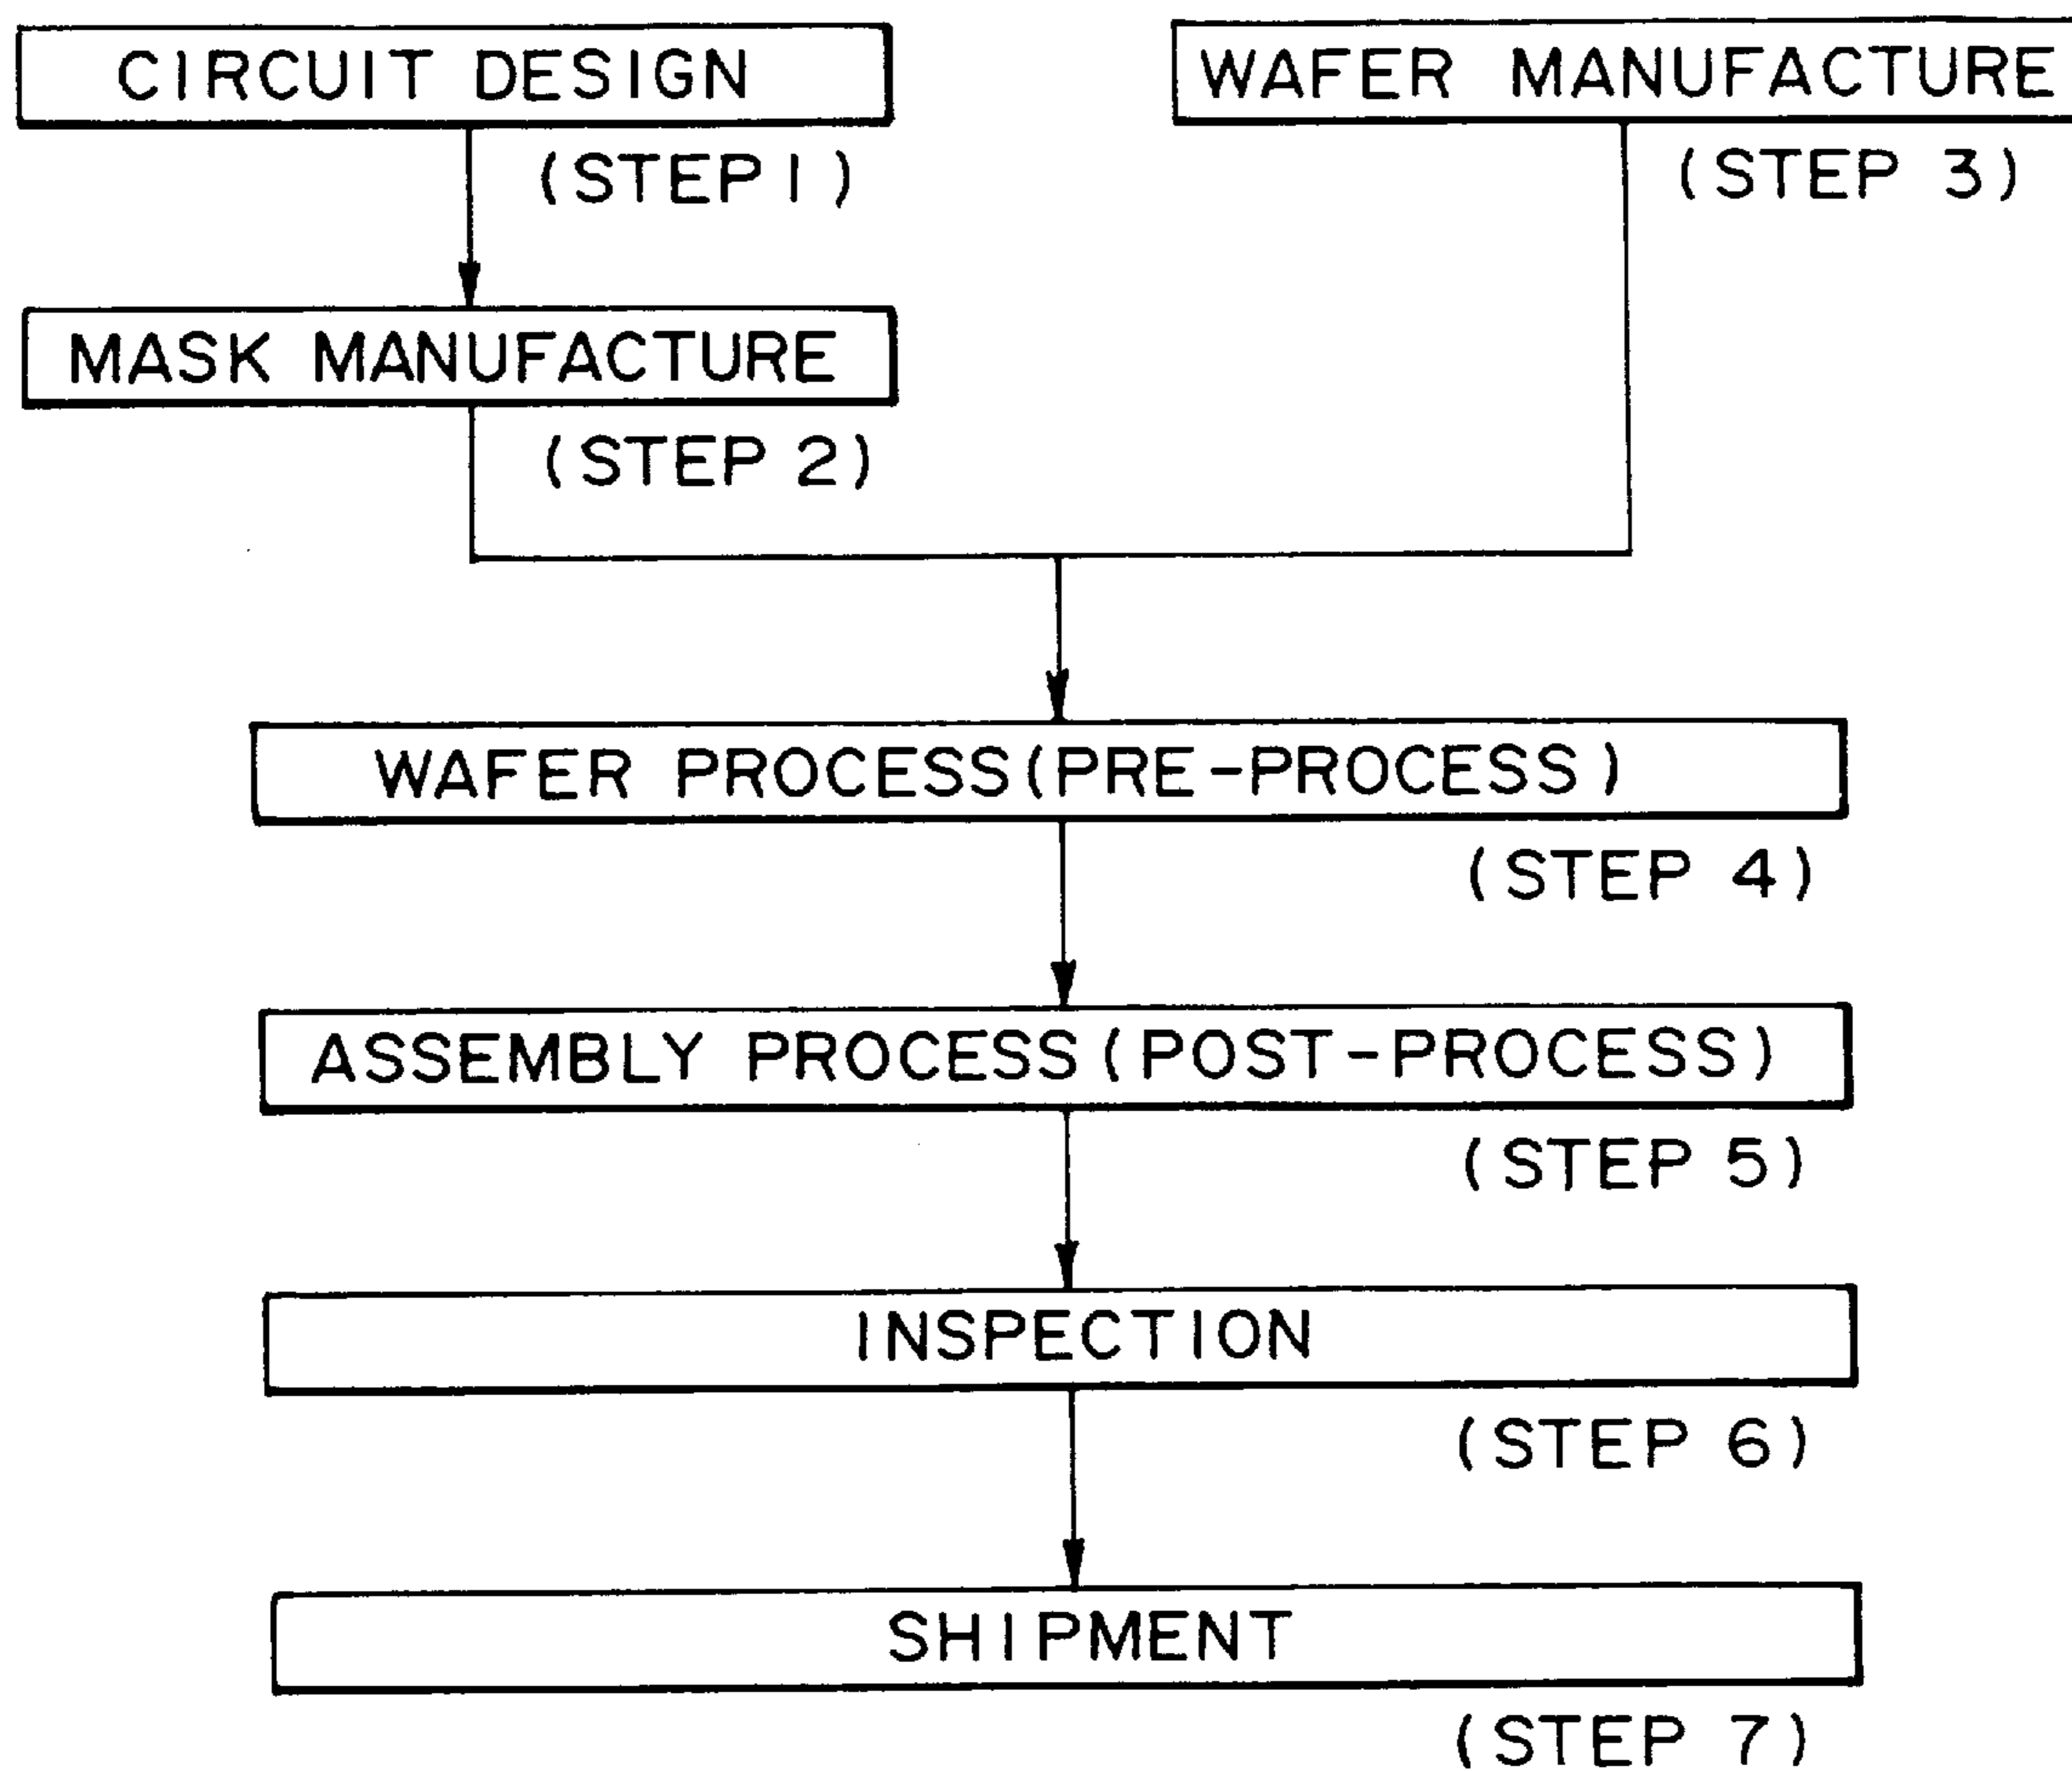 CIRCUIT DESIGN
(STEP 1)
WAFER MANUFACTURE
(STEP 3)
MASK MANUFACTURE
(STEP 2)
WAFER PROCESS(PRE-PROCESS)
(STEP 4)
ASSEMBLY PROCESS(POST-PROCESS)
(STEP 5)
INSPECTION
(STEP 6)
SHIPMENT
(STEP 7)